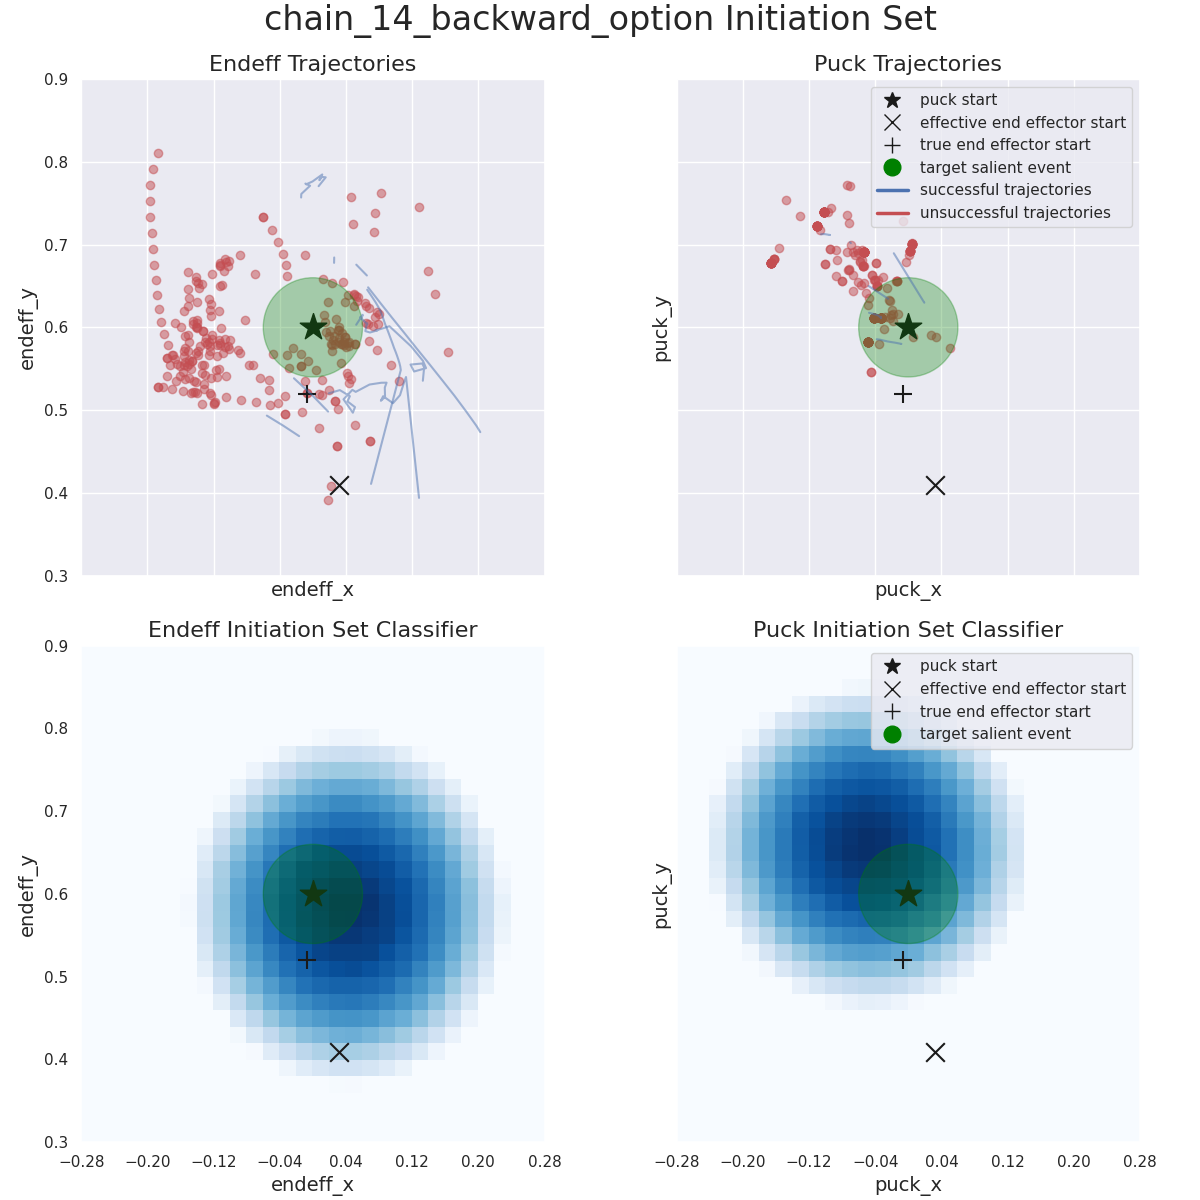 chain_14_backward_option Initiation Set
Endeff Trajectories
0.9
0.8
0.7
0.6
0.5
0.4
0.3
endeff_y
endeff_x
Puck Trajectories
puck start
effective end effector start
true end effector start
target salient event
successful trajectories
unsuccessful trajectories
puck_y
puck_x
Endeff Initiation Set Classifier
0.9
0.8
0.7
0.6
0.5
0.4
0.3
endeff_y
−0.28 −0.20 −0.12 −0.04 0.04 0.12 0.20 0.28
endeff_x
Puck Initiation Set Classifier
puck start
effective end effector start
true end effector start
target salient event
puck_y
−0.28 −0.20 −0.12 −0.04 0.04 0.12 0.20 0.28
puck_x